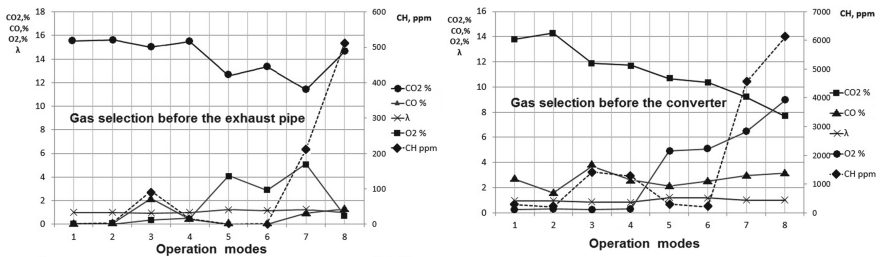 CO2,%
CO,%
O2,%
λ
CH, ppm
18
16
14
12
10
8
6
4
2
0
600
500
400
300
200
100
0
Gas selection before the exhaust pipe
CO2 %
CO %
λ
O2 %
CH ppm
1 2 3 4 5 6 7 8
Operation modes
CO2,%
CO,%
O2,%
λ
CH, ppm
16
14
12
10
8
6
4
2
0
7000
6000
5000
4000
3000
2000
1000
0
Gas selection before the converter
CO2 %
CO %
λ
O2 %
CH ppm
1 2 3 4 5 6 7 8
Operation modes